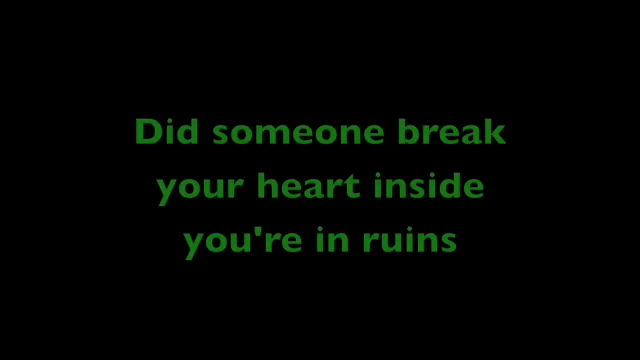 Did someone break
your heart inside
you're in ruins